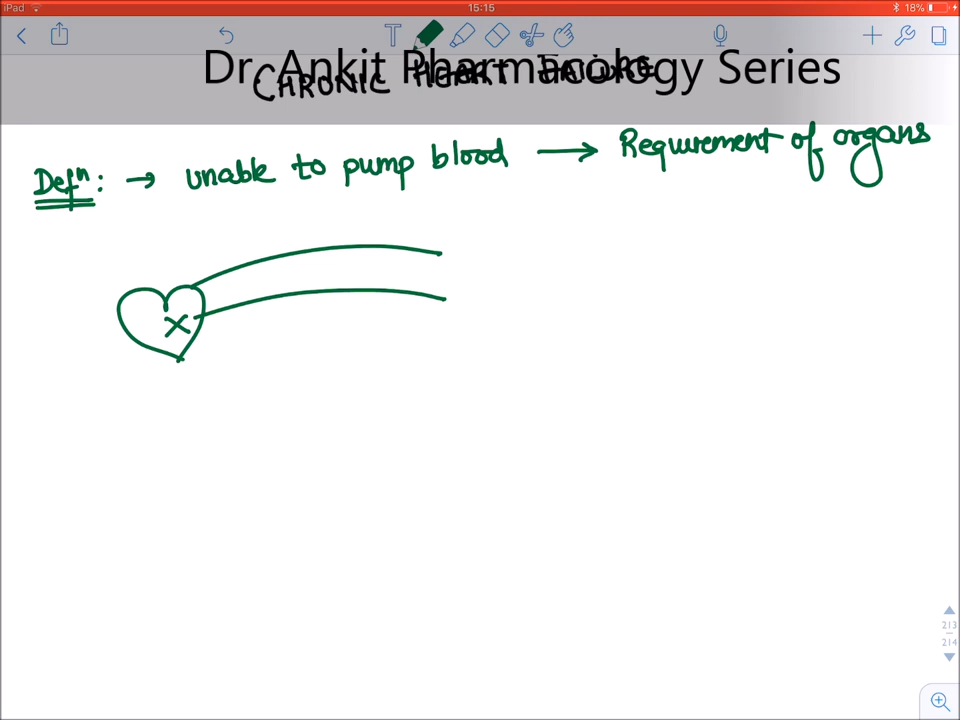 iPad 15:15 18%
T
Dr. Ankit Pharmacology Series
CHRONIC HEART FAILURE
Defn: → unable to pump blood → Requirement of organs
X
213
214